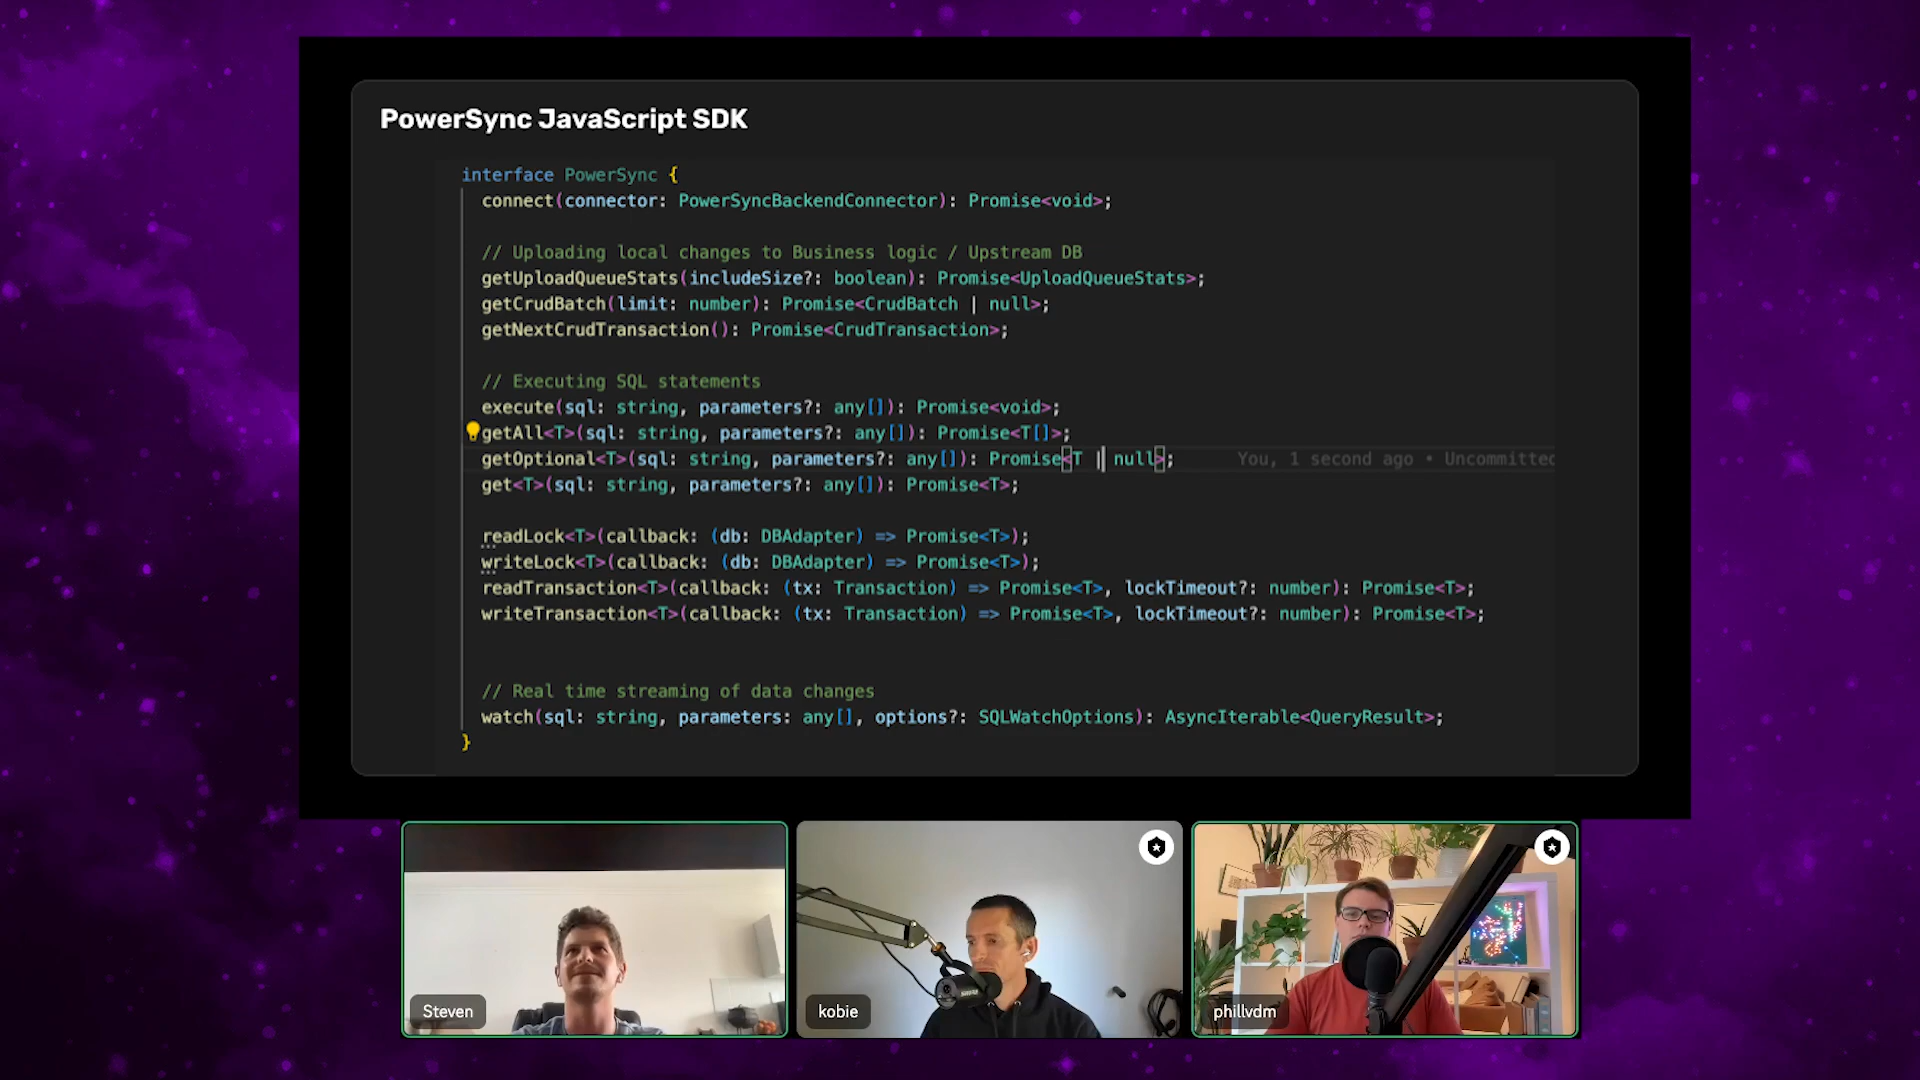 PowerSync JavaScript SDK
interface PowerSync {
connect(connector: PowerSyncBackendConnector): Promise<void>;
// Uploading local changes to Business logic / Upstream DB
getUploadQueueStats(includeSize?: boolean): Promise<UploadQueueStats>;
getCrudBatch(limit: number): Promise<CrudBatch | null>;
getNextCrudTransaction(): Promise<CrudTransaction>;
// Executing SQL statements
execute(sql: string, parameters?: any[]): Promise<void>;
getAll<T>(sql: string, parameters?: any[]): Promise<T[]>;
getOptional<T>(sql: string, parameters?: any[]): Promise<T | null>; You, 1 second ago • Uncommitted
get<T>(sql: string, parameters?: any[]): Promise<T>;
readLock<T>(callback: (db: DBAdapter) => Promise<T>);
writeLock<T>(callback: (db: DBAdapter) => Promise<T>);
readTransaction<T>(callback: (tx: Transaction) => Promise<T>, lockTimeout?: number): Promise<T>;
writeTransaction<T>(callback: (tx: Transaction) => Promise<T>, lockTimeout?: number): Promise<T>;
// Real time streaming of data changes
watch(sql: string, parameters: any[], options?: SQLWatchOptions): AsyncIterable<QueryResult>;
}
Steven
kobie
phillvdm